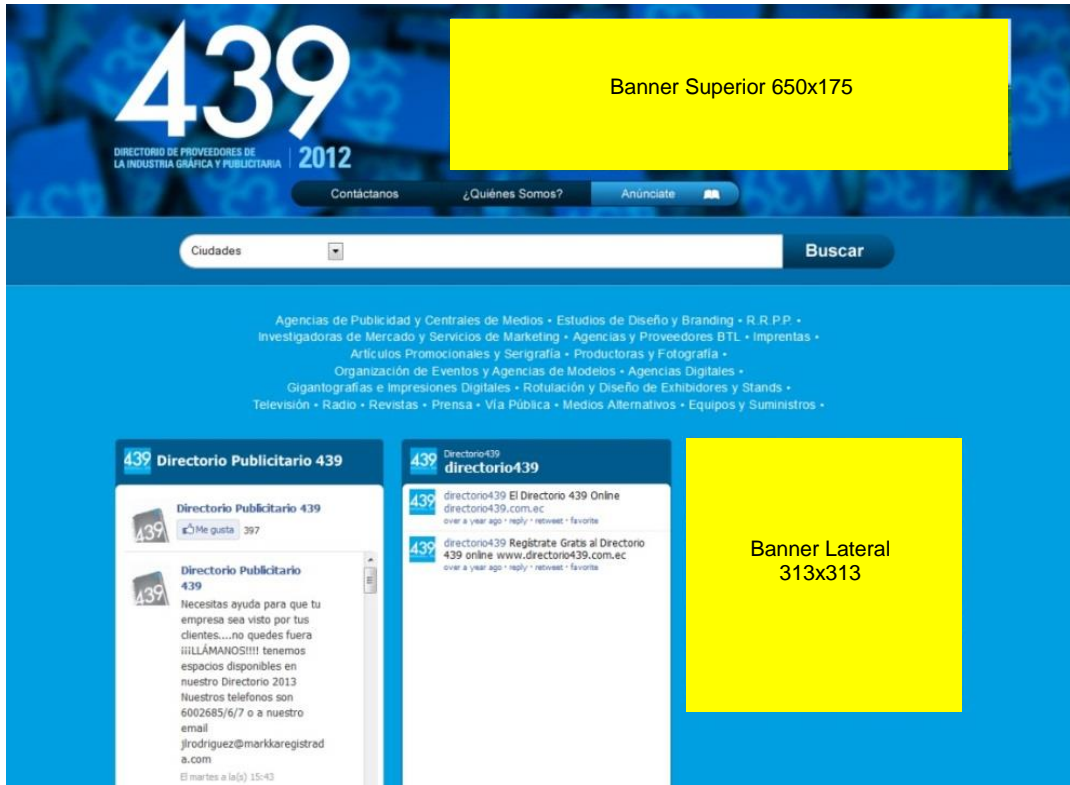 439
DIRECTORIO DE PROVEEDORES DE
LA INDUSTRIA GRÁFICA Y PUBLICITARIA | 2012
Banner Superior 650x175
Contáctanos ¿Quiénes Somos? Anúnciate
Ciudades Buscar
Agencias de Publicidad y Centrales de Medios • Estudios de Diseño y Branding • R.R.P.P. •
Investigadoras de Mercado y Servicios de Marketing • Agencias y Proveedores BTL • Imprentas •
Artículos Promocionales y Serigrafía • Productoras y Fotografía •
Organización de Eventos y Agencias de Modelos • Agencias Digitales •
Gigantografías e Impresiones Digitales • Rotulación y Diseño de Exhibidores y Stands •
Televisión • Radio • Revistas • Prensa • Vía Pública • Medios Alternativos • Equipos y Suministros •
439 Directorio Publicitario 439
439
Directorio Publicitario 439
Me gusta 397
439
Directorio Publicitario
439
Necesitas ayuda para que tu
empresa sea visto por tus
clientes....no quedes fuera
¡¡¡LLÁMANOS!!!! tenemos
espacios disponibles en
nuestro Directorio 2013
Nuestros telefonos son
6002685/6/7 o a nuestro
email
jlrodriguez@markkaregistrad
a.com
El martes a la(s) 15:43
439
Directorio439
directorio439
439
directorio439 El Directorio 439 Online
directorio439.com.ec
over a year ago • reply • retweet • favorite
439
directorio439 Regístrate Gratis al Directorio
439 online www.directorio439.com.ec
over a year ago • reply • retweet • favorite
Banner Lateral
313x313